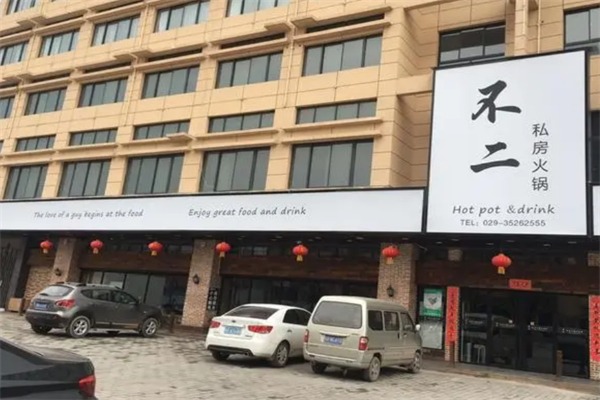 不二
私房火锅
Hot pot & drink
TEL: 029-35262555
The love of a guy begins at the food
Enjoy great food and drink